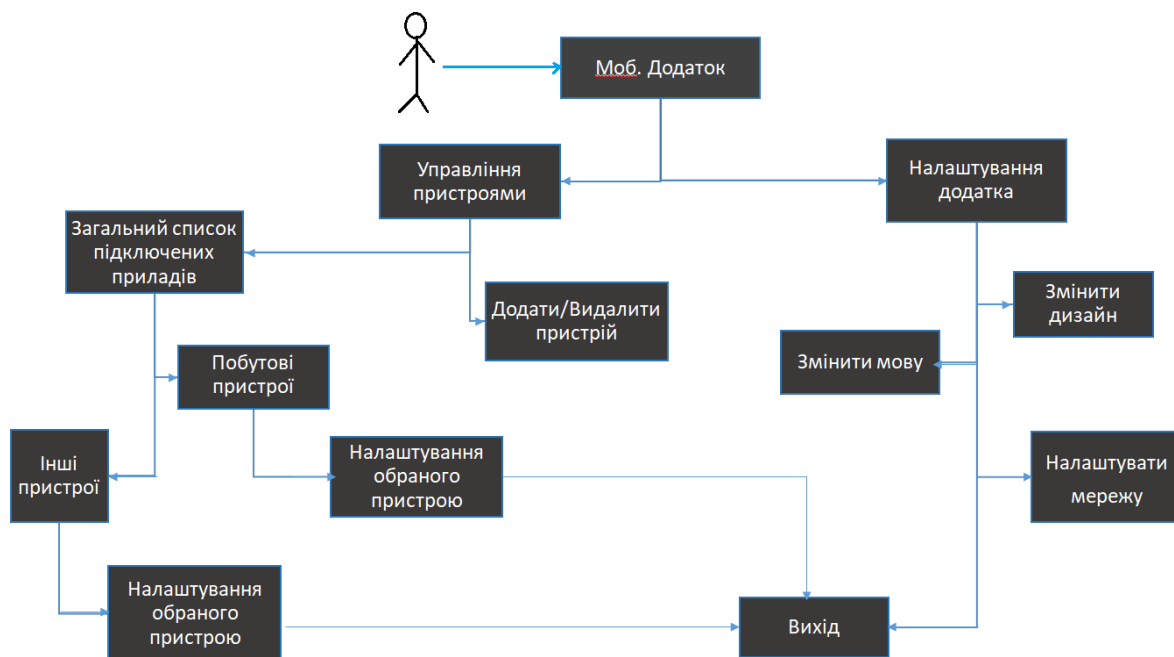 Моб. Додаток
Управління
пристроями
Налаштування
додатка
Загальний список
підключених
приладів
Додати/Видалити
пристрій
Змінити
дизайн
Змінити мову
Побутові
пристрої
Інші
пристрої
Налаштування
обраного
пристрою
Налаштувати
мережу
Налаштування
обраного
пристрою
Вихід